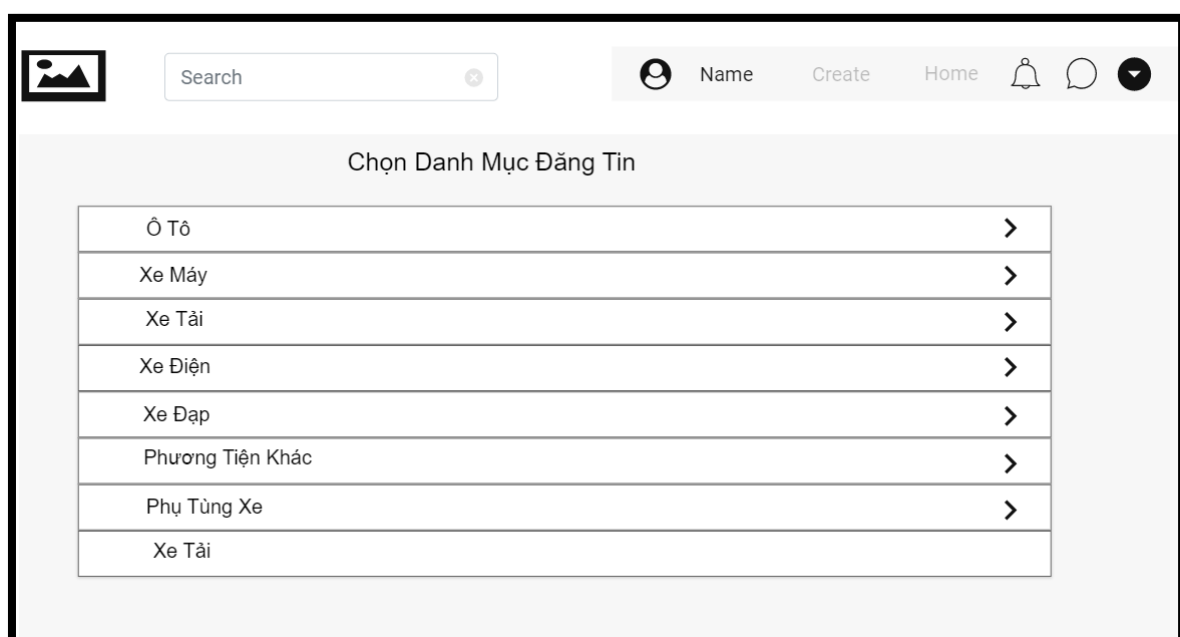 Search Name Create Home
Chọn Danh Mục Đăng Tin
Ô Tô
Xe Máy
Xe Tải
Xe Điện
Xe Đạp
Phương Tiện Khác
Phụ Tùng Xe
Xe Tải